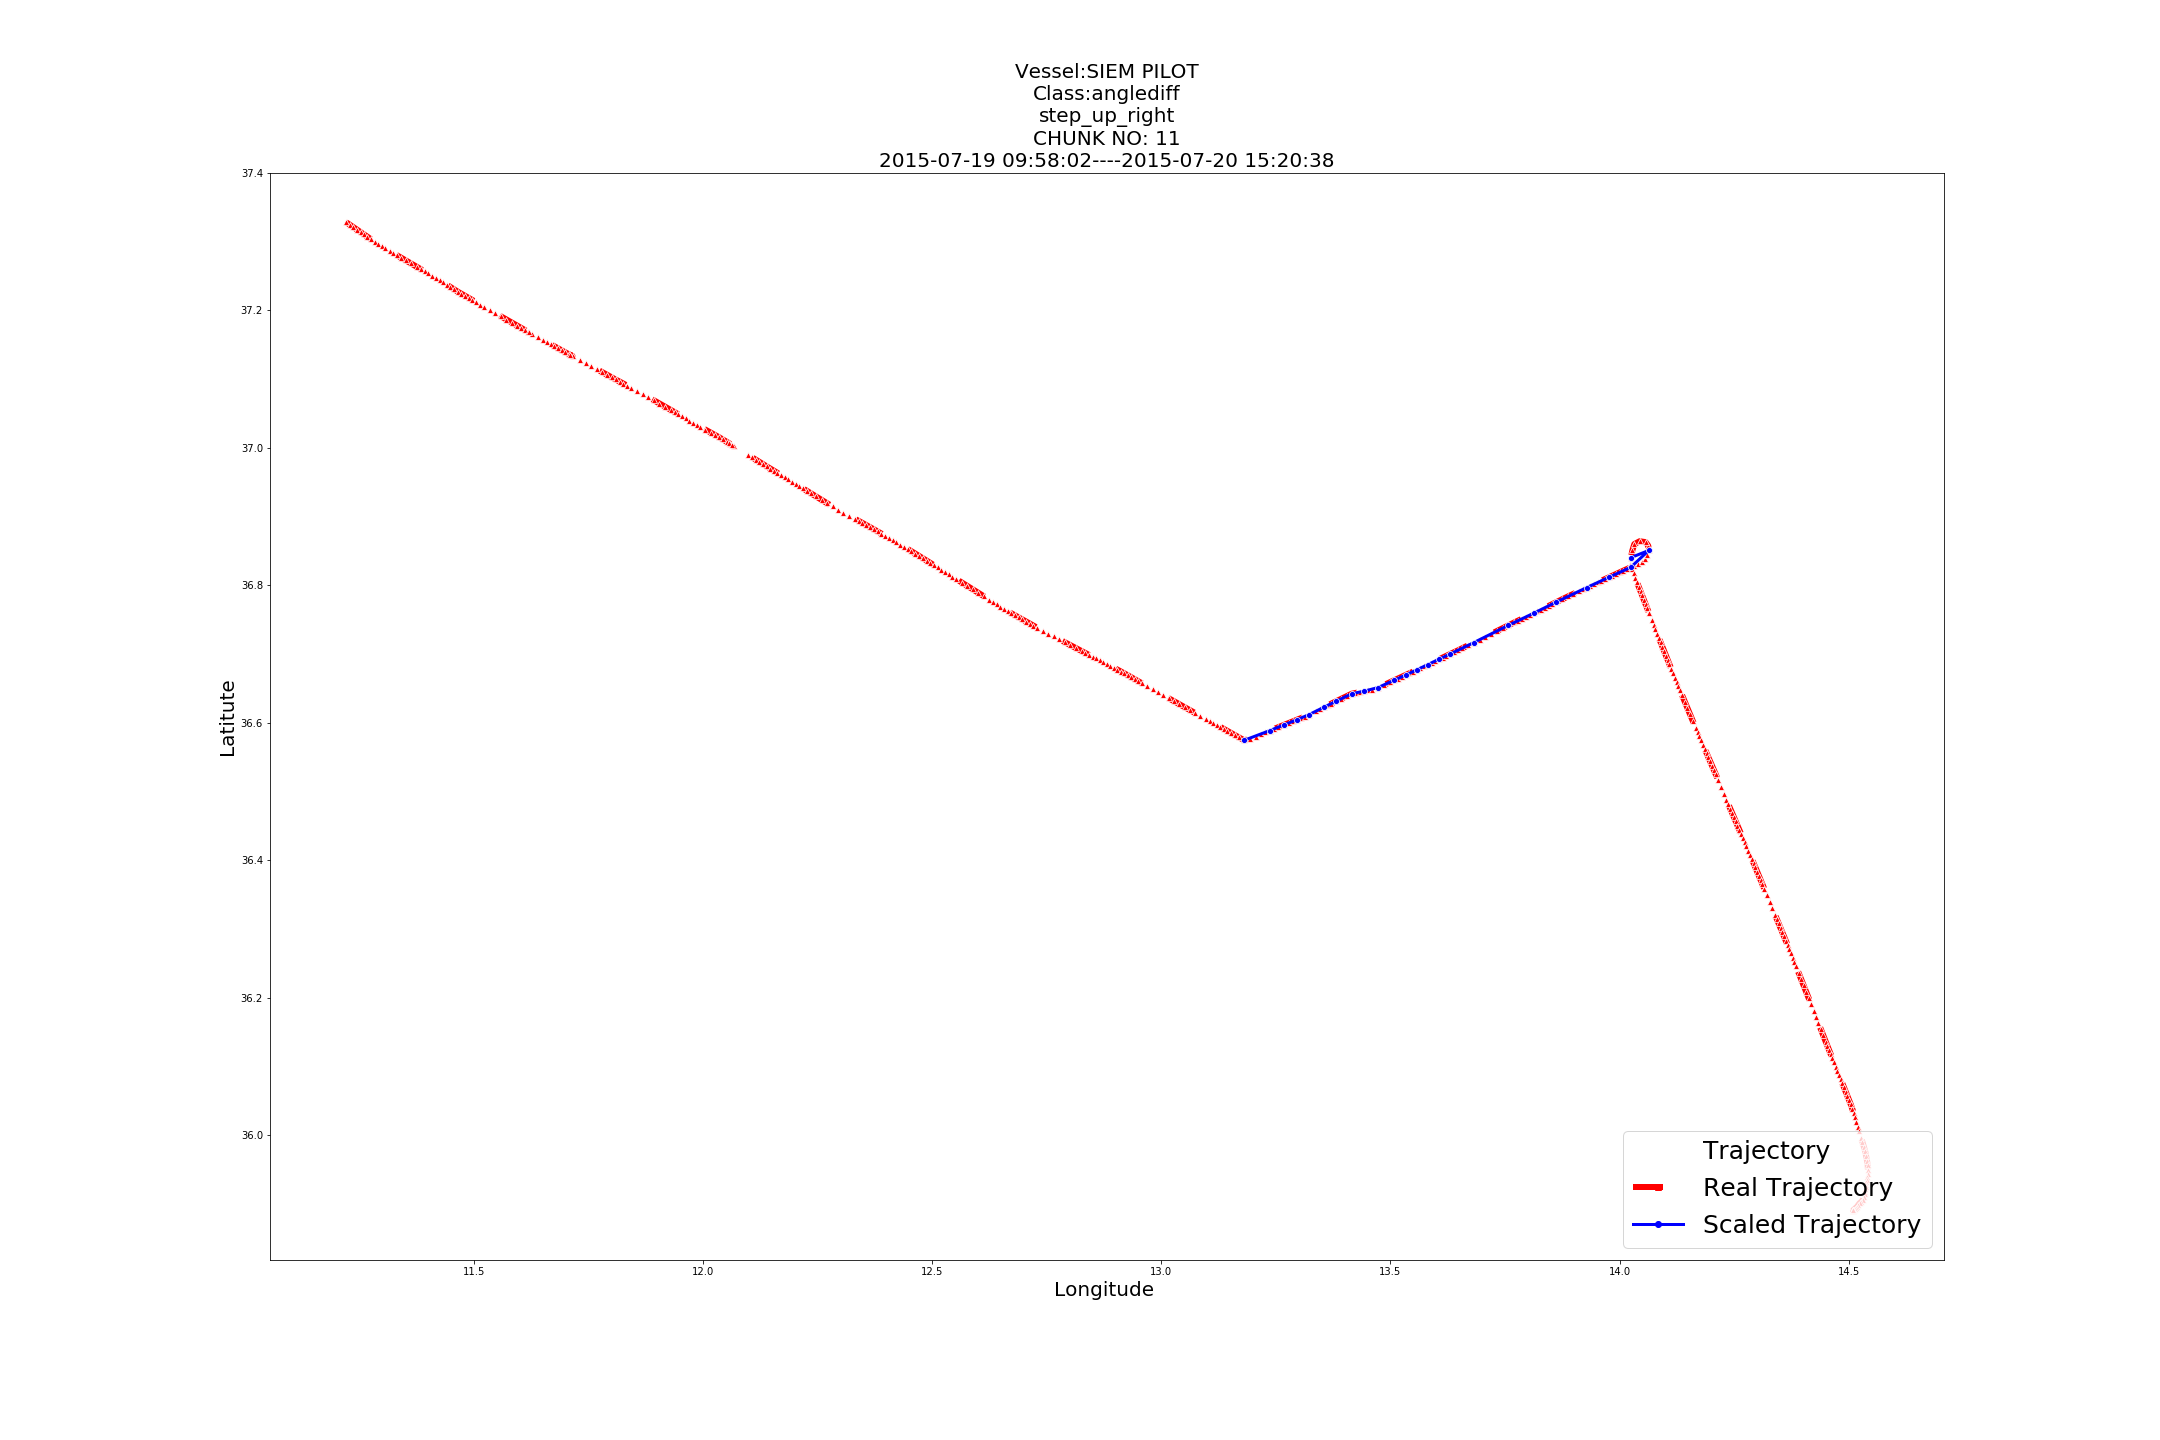 Vessel:SIEM PILOT
Class:anglediff
step_up_right
CHUNK NO: 11
2015-07-19 09:58:02----2015-07-20 15:20:38
37.4
37.2
37.0
36.8
36.6
36.4
36.2
36.0
Latitute
11.5
12.0
12.5
13.0
13.5
14.0
14.5
Longitude
Trajectory
Real Trajectory
Scaled Trajectory